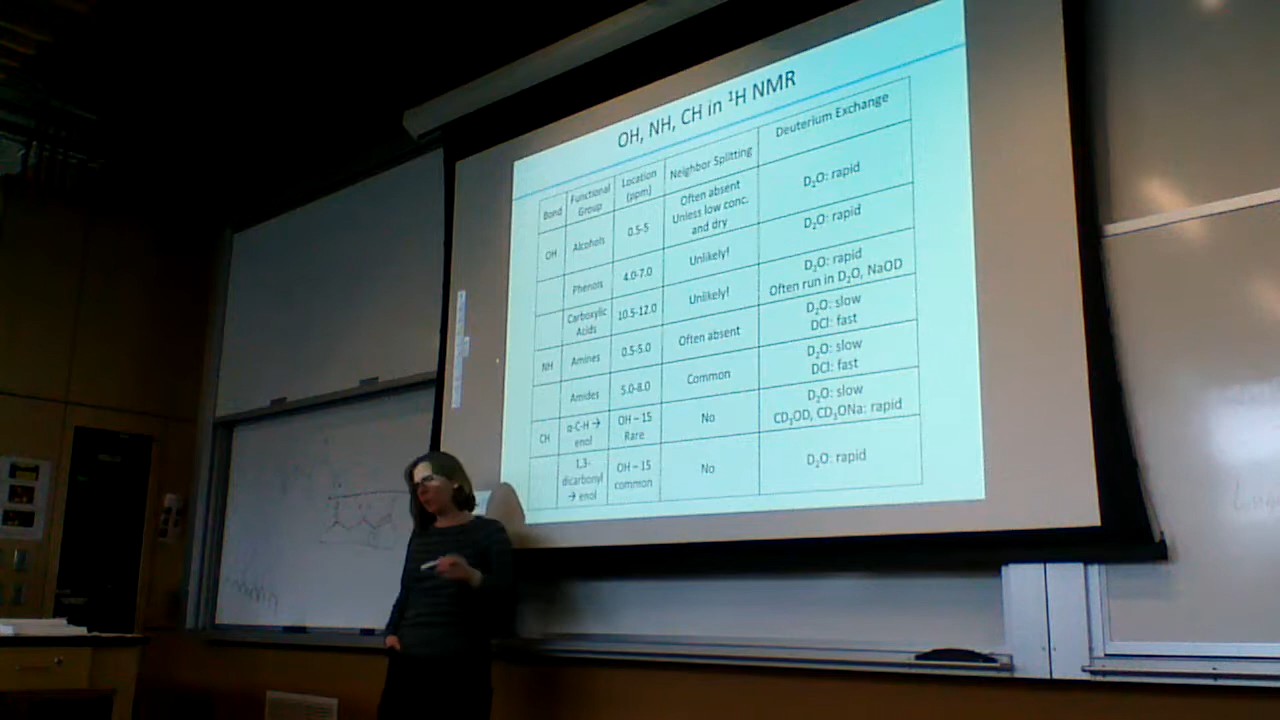 OH, NH, CH in ¹H NMR
Bond
Functional
Group
Location
(ppm)
Neighbor Splitting
Deuterium Exchange
OH
Alcohols
0.5-5
Often absent
Unless low conc.
and dry
D₂O: rapid
Phenols
4.0-7.0
Unlikely!
D₂O: rapid
Carboxylic
Acids
10.5-12.0
Unlikely!
D₂O: rapid
Often run in D₂O, NaOD
NH
Amines
0.5-5.0
Often absent
D₂O: slow
DCl: fast
Amides
5.0-8.0
Common
D₂O: slow
DCl: fast
CH
α-C-H →
enol
OH – 15
Rare
No
D₂O: slow
CD₃OD, CD₃ONa: rapid
1,3-
dicarbonyl
→ enol
OH – 15
common
No
D₂O: rapid